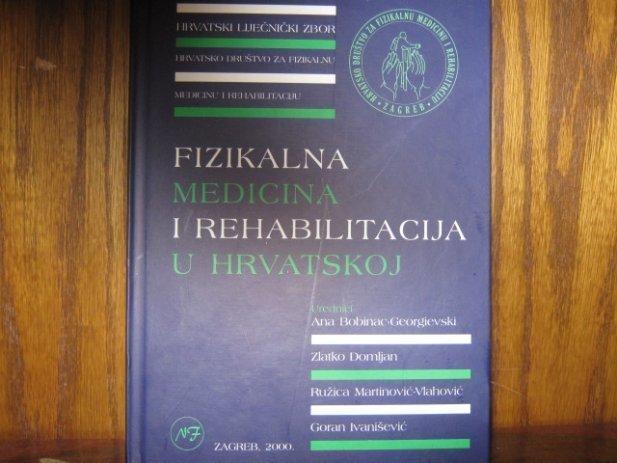 HRVATSKI LIJEČNIČKI ZBOR
HRVATSKO DRUŠTVO ZA FIZIKALNU
MEDICINU I REHABILITACIJU
HRVATSKO DRUŠTVO ZA FIZIKALNU MEDICINU I REHABILITACIJU
ZAGREB
FIZIKALNA
MEDICINA
I REHABILITACIJA
U HRVATSKOJ
Urednici
Ana Bobinac-Georgievski
Zlatko Domljan
Ružica Martinović-Vlahović
Goran Ivanišević
NJ
ZAGREB, 2000.